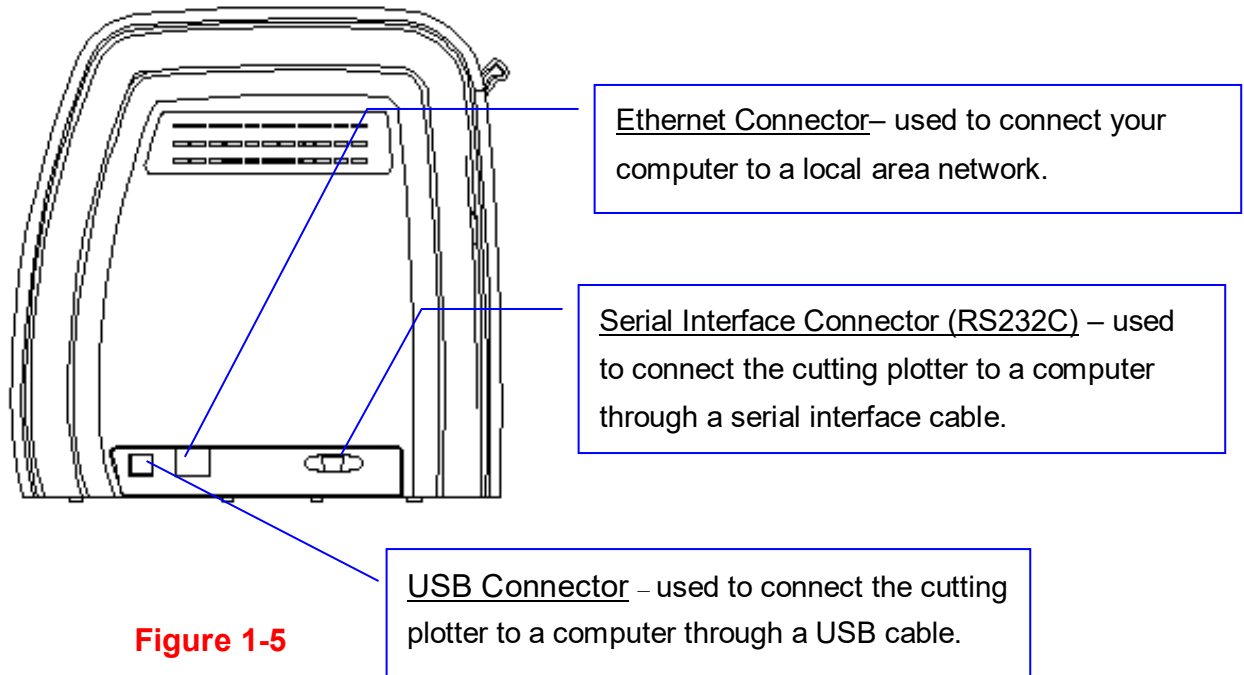 Ethernet Connector– used to connect your
computer to a local area network.
Serial Interface Connector (RS232C) – used
to connect the cutting plotter to a computer
through a serial interface cable.
USB Connector – used to connect the cutting
plotter to a computer through a USB cable.
Figure 1-5